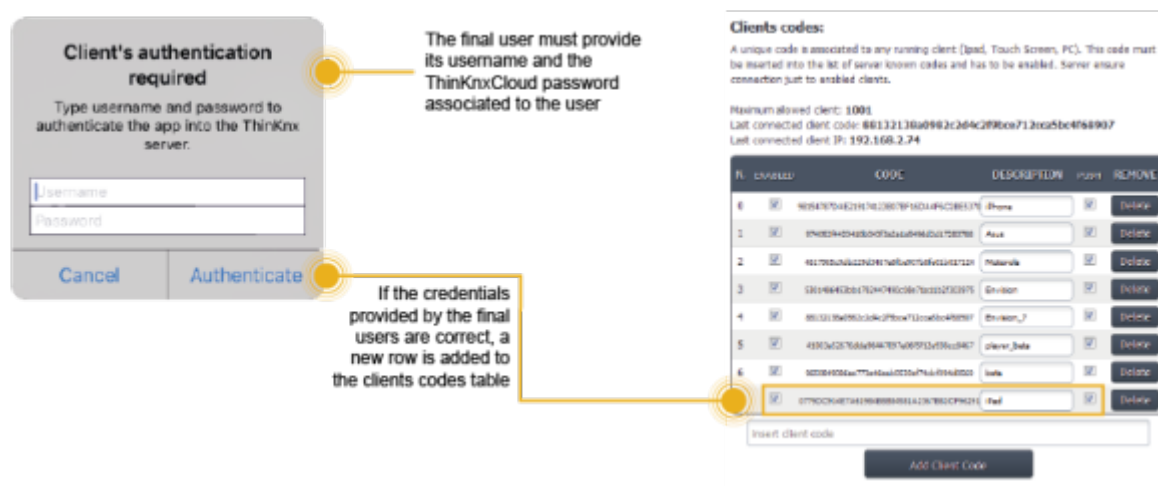 Client's authentication
required
Type username and password to
authenticate the app into the ThinKnx
server.
Username
Password
Cancel
Authenticate
The final user must provide
its username and the
ThinKnxCloud password
associated to the user
If the credentials
provided by the final
users are correct, a
new row is added to
the clients codes table
Clients codes:
A unique code is associated to any running client (Ipad, Touch Screen, PC). This code must
be inserted into the list of server known codes and has to be enabled. Server ensure
connection just to enabled clients.
Maximum allowed client: 1001
Last connected client code:
Last connected client IP: 192.168.2.74
N. ENABLED CODE DESCRIPTION PUSH REMOVE
0 iPhone Delete
1 Asus Delete
2 Motorola Delete
3 Envision Delete
4 Envision_7 Delete
5 player_beta Delete
6 beta Delete
iPad Delete
Insert client code
Add Client Code